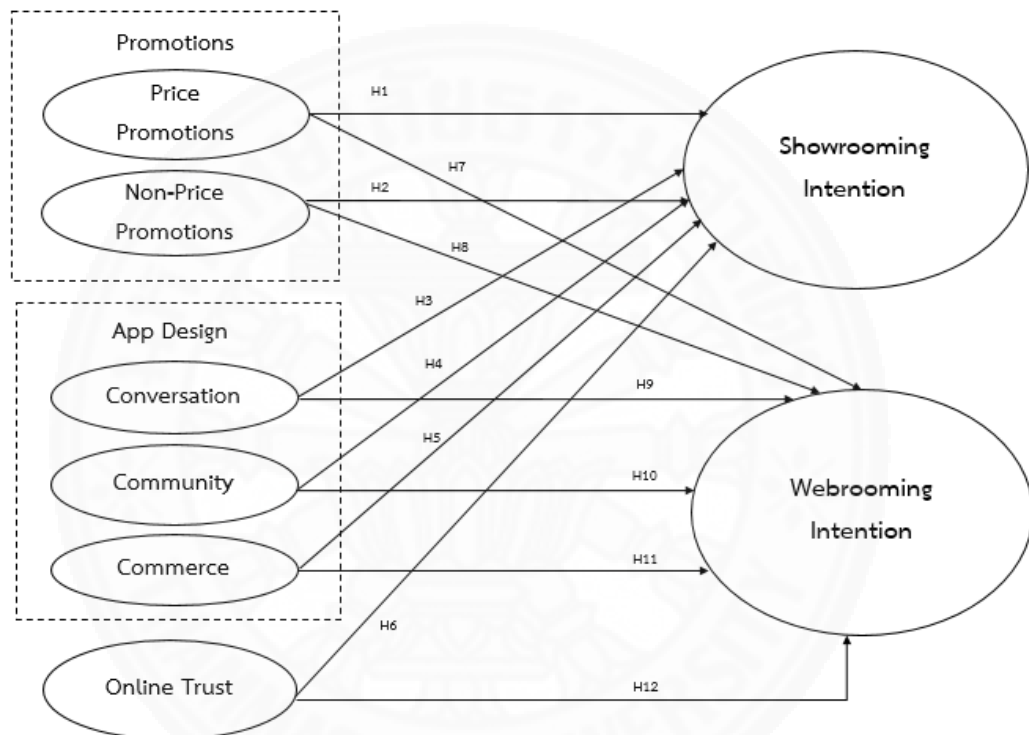 Promotions
Price
Promotions
Non-Price
Promotions
App Design
Conversation
Community
Commerce
Online Trust
H1
H7
H2
H8
H3
H4
H9
H5
H10
H11
H6
H12
Showrooming
Intention
Webrooming
Intention